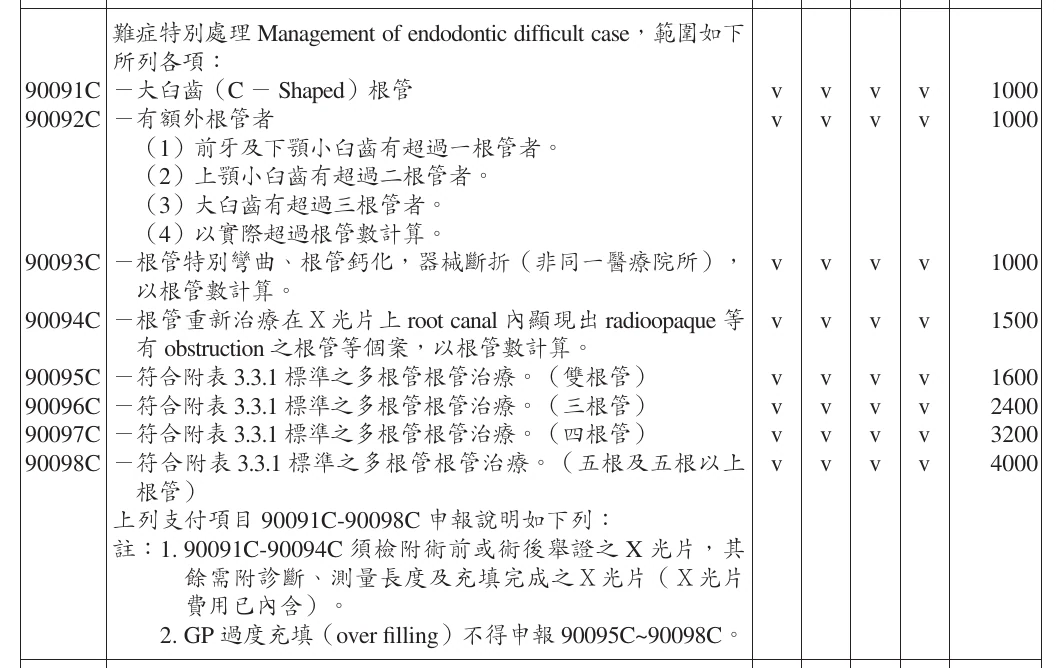 難症特別處理 Management of endodontic difficult case，範圍如下
所列各項：
90091C －大臼齒（C － Shaped）根管 v v v v 1000
90092C －有額外根管者 v v v v 1000
（1）前牙及下顎小臼齒有超過一根管者。
（2）上顎小臼齒有超過二根管者。
（3）大臼齒有超過三根管者。
（4）以實際超過根管數計算。
90093C －根管特別彎曲、根管鈣化，器械斷折（非同一醫療院所）， v v v v 1000
以根管數計算。
90094C －根管重新治療在Ｘ光片上 root canal 內顯現出 radioopaque 等 v v v v 1500
有 obstruction 之根管等個案，以根管數計算。
90095C －符合附表 3.3.1 標準之多根管根管治療。（雙根管） v v v v 1600
90096C －符合附表 3.3.1 標準之多根管根管治療。（三根管） v v v v 2400
90097C －符合附表 3.3.1 標準之多根管根管治療。（四根管） v v v v 3200
90098C －符合附表 3.3.1 標準之多根管根管治療。（五根及五根以上 v v v v 4000
根管）
上列支付項目 90091C-90098C 申報說明如下列：
註：1. 90091C-90094C 須檢附術前或術後舉證之 X 光片，其
餘需附診斷、測量長度及充填完成之Ｘ光片（Ｘ光片
費用已內含）。
2. GP 過度充填（over filling）不得申報 90095C~90098C。